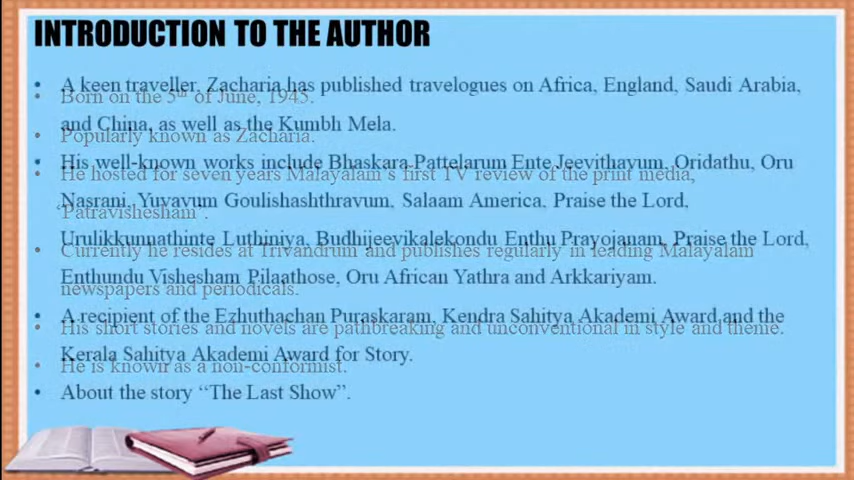 INTRODUCTION TO THE AUTHOR
• A keen traveller, Zacharia has published travelogues on Africa, England, Saudi Arabia,
• Born on the 5th of June, 1945.
and China, as well as the Kumbh Mela.
• Popularly known as Zacharia.
• His well-known works include Bhaskara Pattelarum Ente Jeevithavum, Oridathu, Oru
• He hosted for seven years Malayalam's first TV review of the print media,
Nasrani, Yuvavum Goulishashthravum, Salaam America, Praise the Lord,
"Patravishesham".
Urulikkunnathinte Luthiniya, Budhijeevikalekondu Enthu Prayojanam, Praise the Lord,
• Currently he resides at Trivandrum and publishes regularly in leading Malayalam
Enthundu Vishesham Pilaathose, Oru African Yathra and Arkkariyam.
newspapers and periodicals.
• A recipient of the Ezhuthachan Puraskaram, Kendra Sahitya Akademi Award and the
• His short stories and novels are pathbreaking and unconventional in style and theme.
Kerala Sahitya Akademi Award for Story.
• He is known as a non-conformist.
• About the story “The Last Show”.